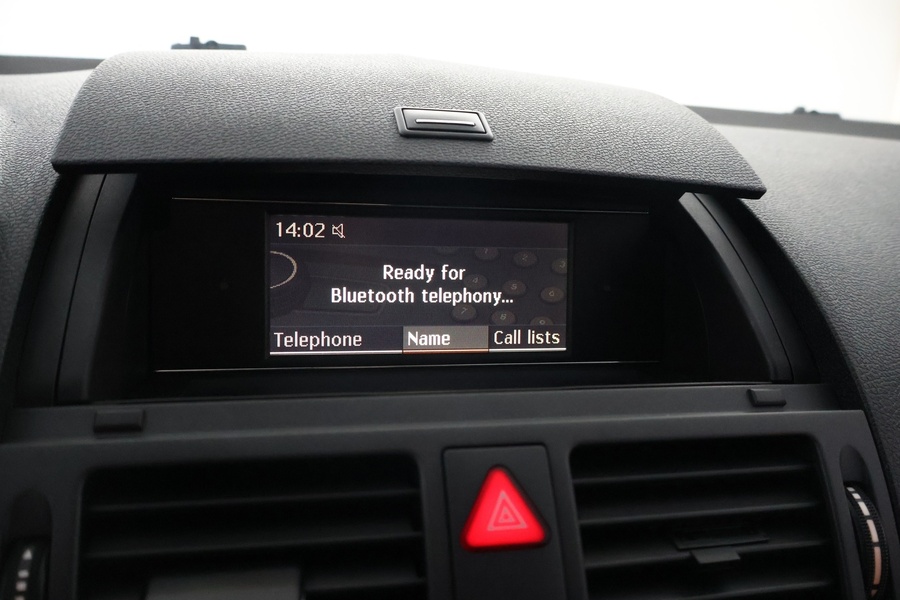 14:02
Ready for
Bluetooth telephony...
Telephone Name Call lists